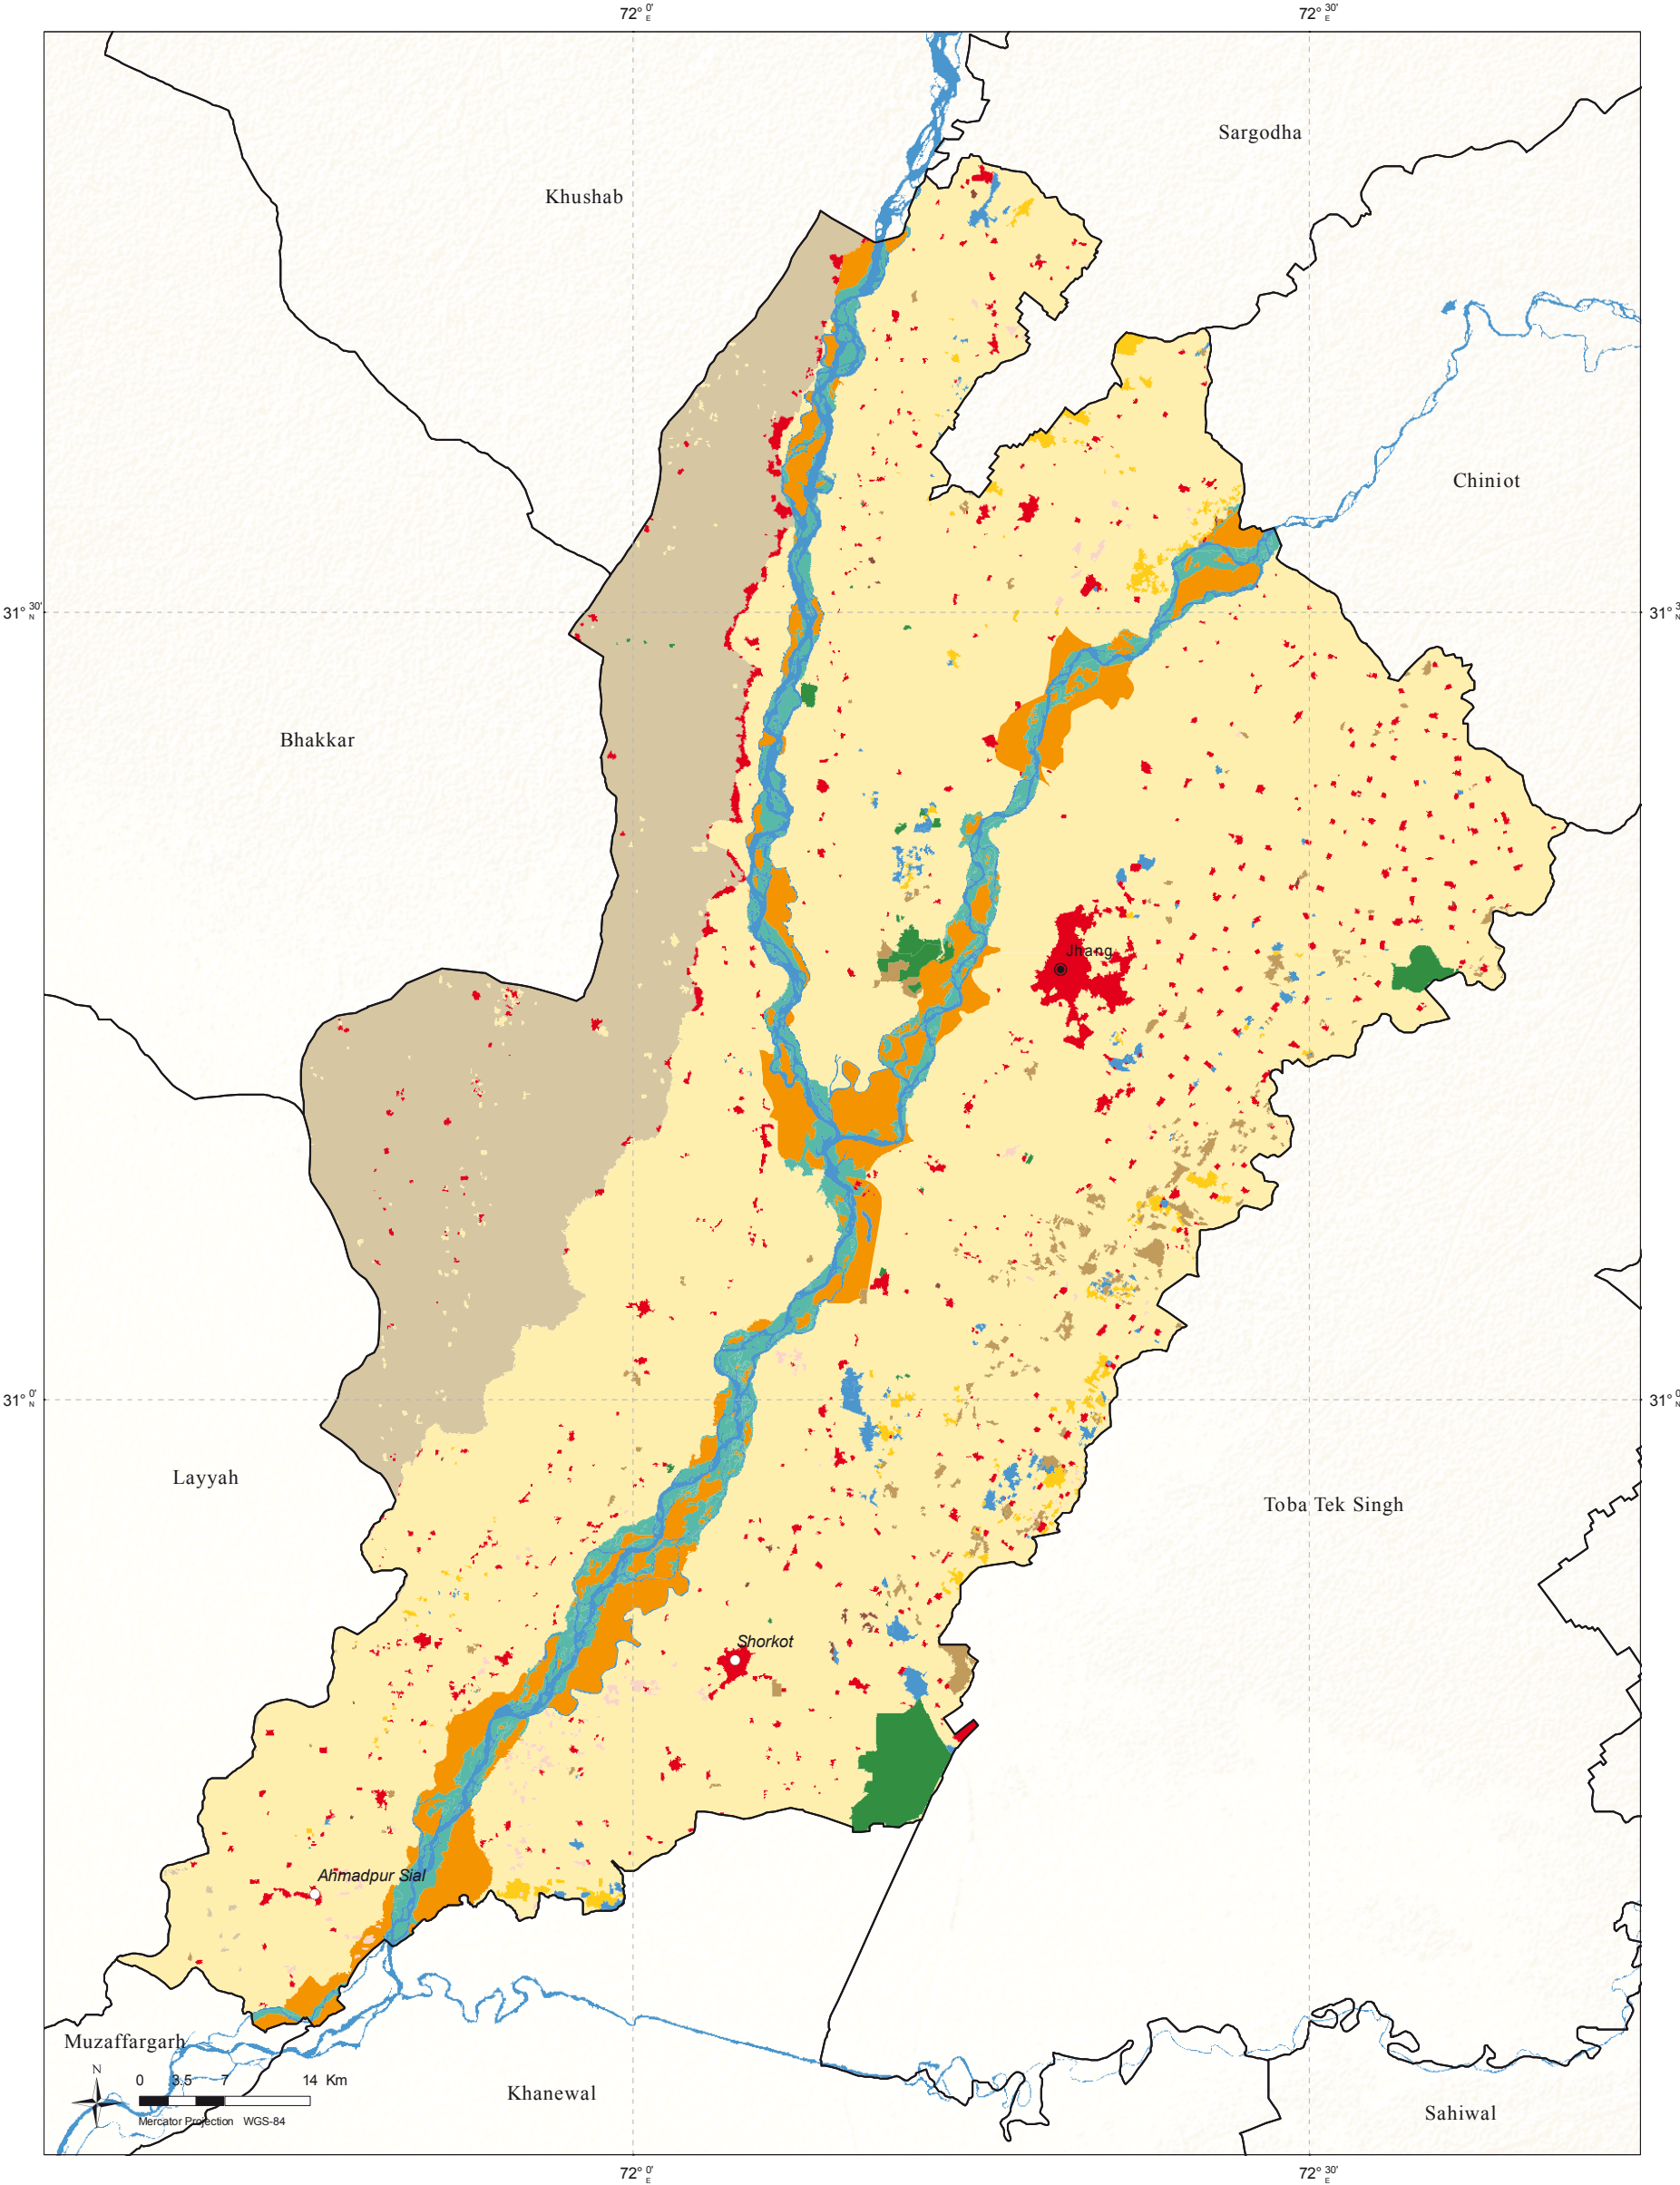 72° 0' E
72° 30' E
Sargodha
Khushab
Chiniot
31° 30' N
31° 3 N
Bhakkar
Jhang
31° 0' N
31° 0 N
Layyah
Toba Tek Singh
Shorkot
Ahmadpur Sial
Muzaffargarh
N
0 3.5 7 14 Km
Mercator Projection WGS-84
Khanewal
Sahiwal
72° 0' E
72° 30' E